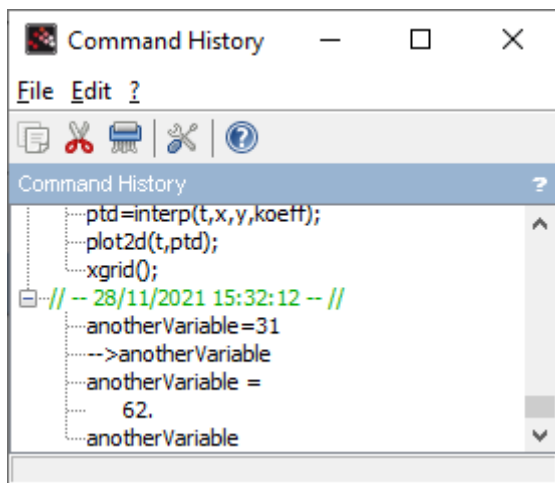 Command History
File Edit ?
Command History ?
ptd=interp(t,x,y,koeff);
plot2d(t,ptd);
xgrid();
// -- 28/11/2021 15:32:12 -- //
anotherVariable=31
-->anotherVariable
anotherVariable =
62.
anotherVariable